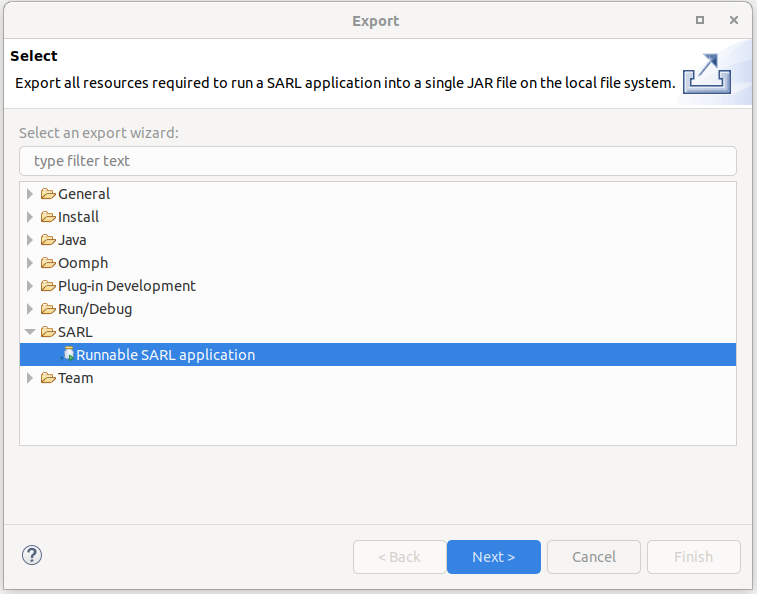 Export
Select
Export all resources required to run a SARL application into a single JAR file on the local file system.
Select an export wizard:
type filter text
General
Install
Java
Oomph
Plug-in Development
Run/Debug
SARL
Runnable SARL application
Team
? < Back Next > Cancel Finish